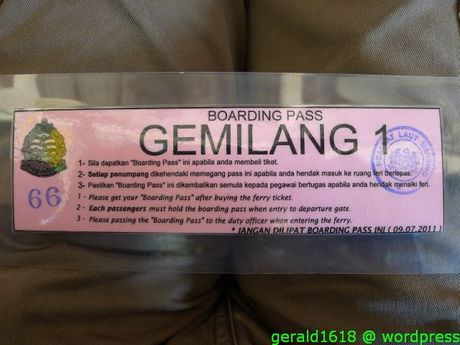 BOARDING PASS
GEMILANG 1
1- Sila dapatkan "Boarding Pass" ini apabila anda membeli tiket.
2- Setiap penumpang dikehendaki memegang pass ini apabila anda hendak masuk ke ruang feri berlepas.
3- Pastikan "Boarding Pass" ini dikembalikan semula kepada pegawai bertugas apabila anda hendak menaiki feri.
66
1 - Please get your "Boarding Pass" after buying the ferry ticket.
2 - Each passengers must hold the boarding pass when entry to departure gate.
3 - Please passing the "Boarding Pass" to the duty officer when entering the ferry.
* JANGAN DILIPAT BOARDING PASS INI ( 09.07.2011 )
gerald1618 @ wordpress